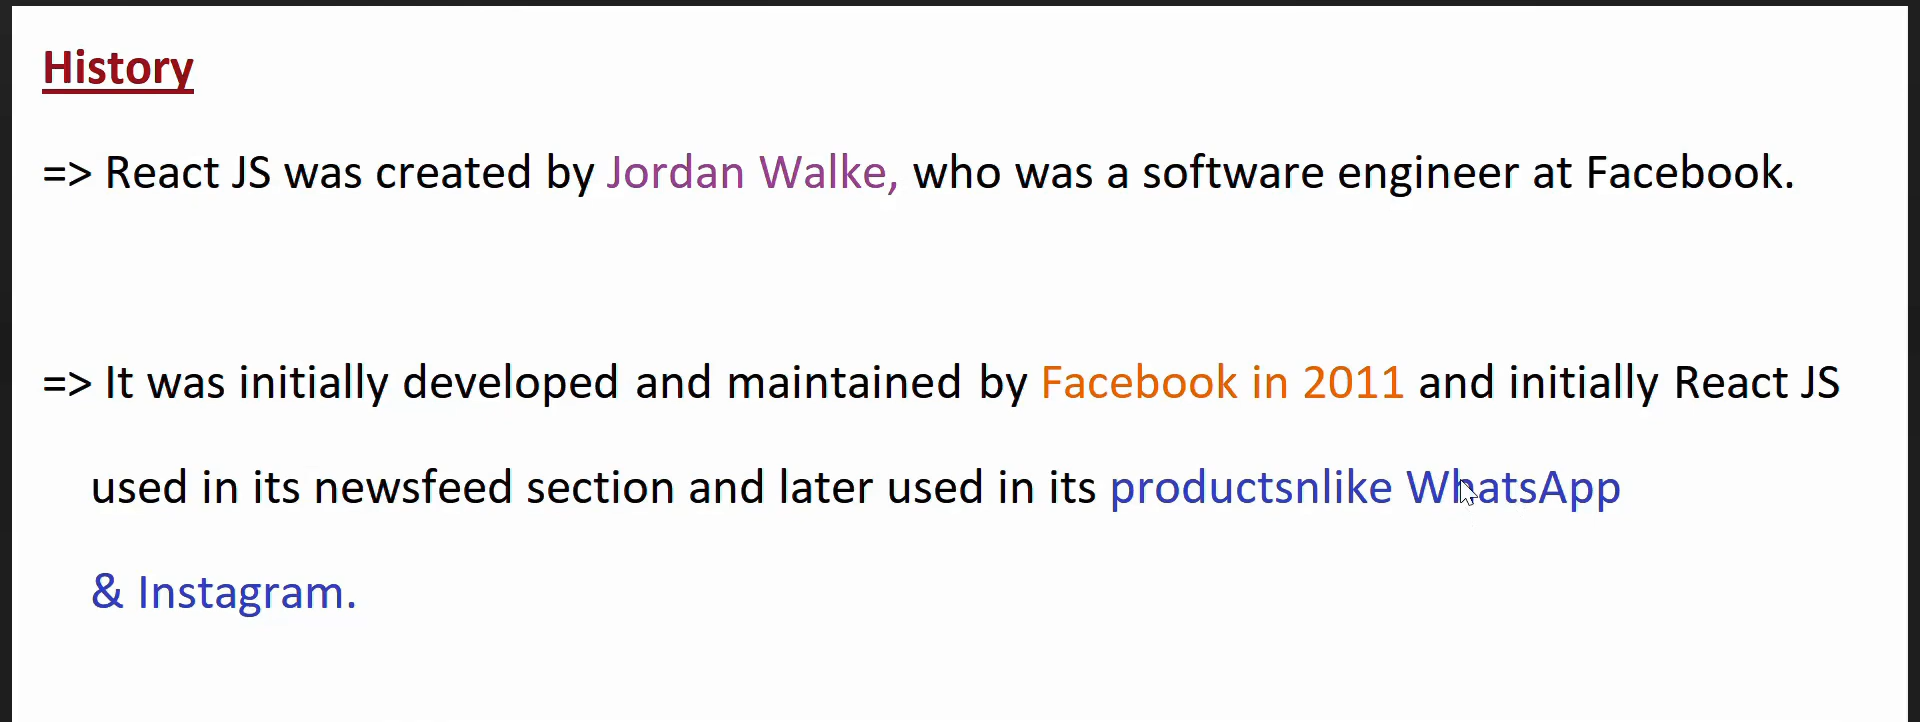 History
=> React JS was created by Jordan Walke, who was a software engineer at Facebook.
=> It was initially developed and maintained by Facebook in 2011 and initially React JS
used in its newsfeed section and later used in its productsnlike WhatsApp
& Instagram.